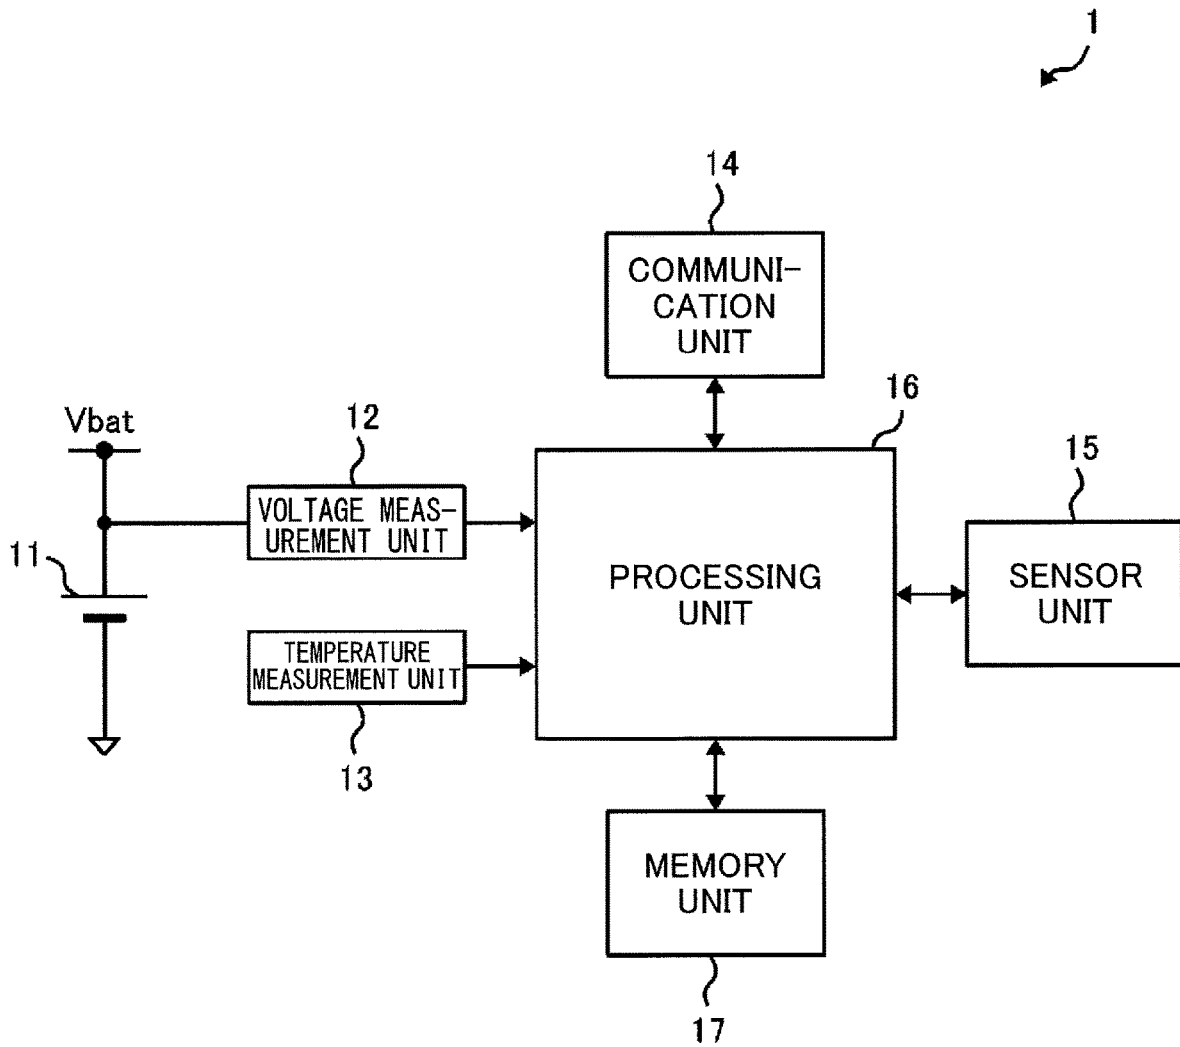 1
14
COMMUNI-
CATION
UNIT
16
Vbat
12
15
VOLTAGE MEAS-
UREMENT UNIT
11
PROCESSING
UNIT
SENSOR
UNIT
TEMPERATURE
MEASUREMENT UNIT
13
MEMORY
UNIT
17